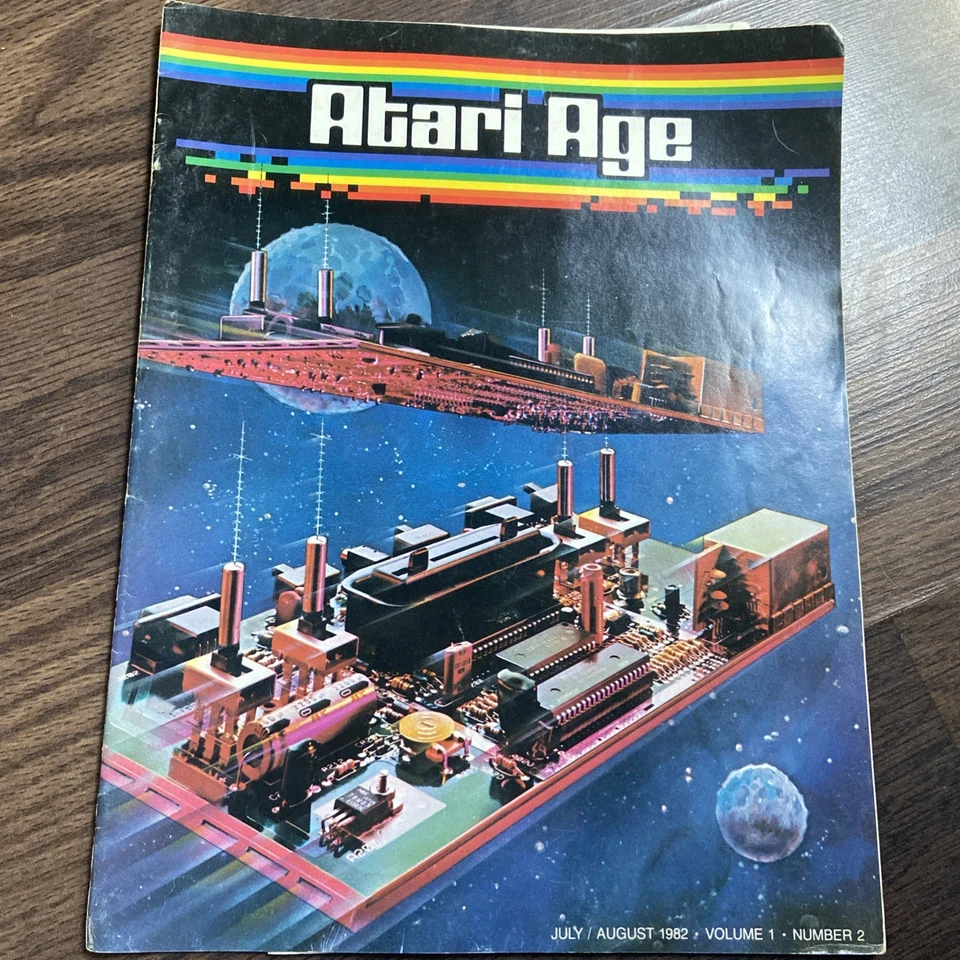 Atari Age
JULY / AUGUST 1982 • VOLUME 1 • NUMBER 2